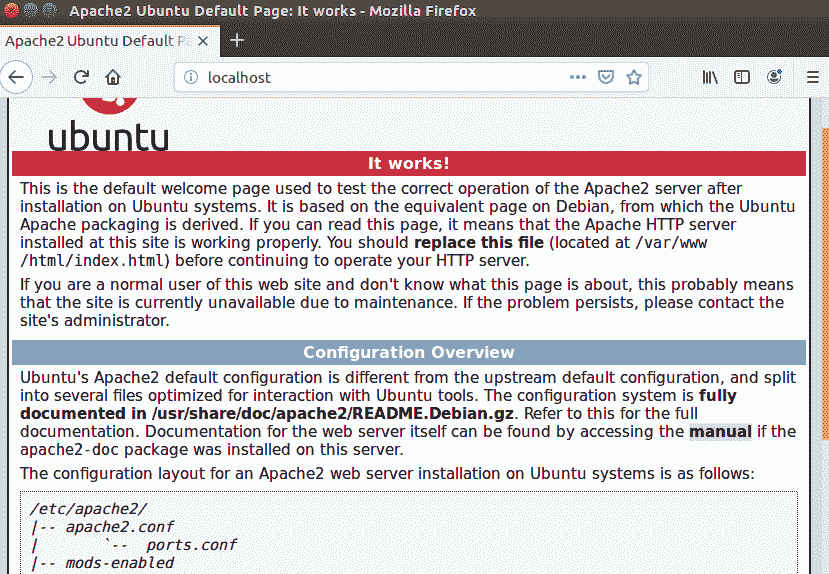 Apache2 Ubuntu Default Page: It works - Mozilla Firefox
Apache2 Ubuntu Default Pa
localhost
ubuntu
It works!
This is the default welcome page used to test the correct operation of the Apache2 server after
installation on Ubuntu systems. It is based on the equivalent page on Debian, from which the Ubuntu
Apache packaging is derived. If you can read this page, it means that the Apache HTTP server
installed at this site is working properly. You should replace this file (located at /var/www
/html/index.html) before continuing to operate your HTTP server.
If you are a normal user of this web site and don't know what this page is about, this probably means
that the site is currently unavailable due to maintenance. If the problem persists, please contact the
site's administrator.
Configuration Overview
Ubuntu's Apache2 default configuration is different from the upstream default configuration, and split
into several files optimized for interaction with Ubuntu tools. The configuration system is fully
documented in /usr/share/doc/apache2/README.Debian.gz. Refer to this for the full
documentation. Documentation for the web server itself can be found by accessing the manual if the
apache2-doc package was installed on this server.
The configuration layout for an Apache2 web server installation on Ubuntu systems is as follows:
/etc/apache2/
|-- apache2.conf
|       `--  ports.conf
|-- mods-enabled